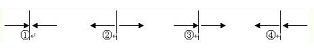 ① ② ③ ④